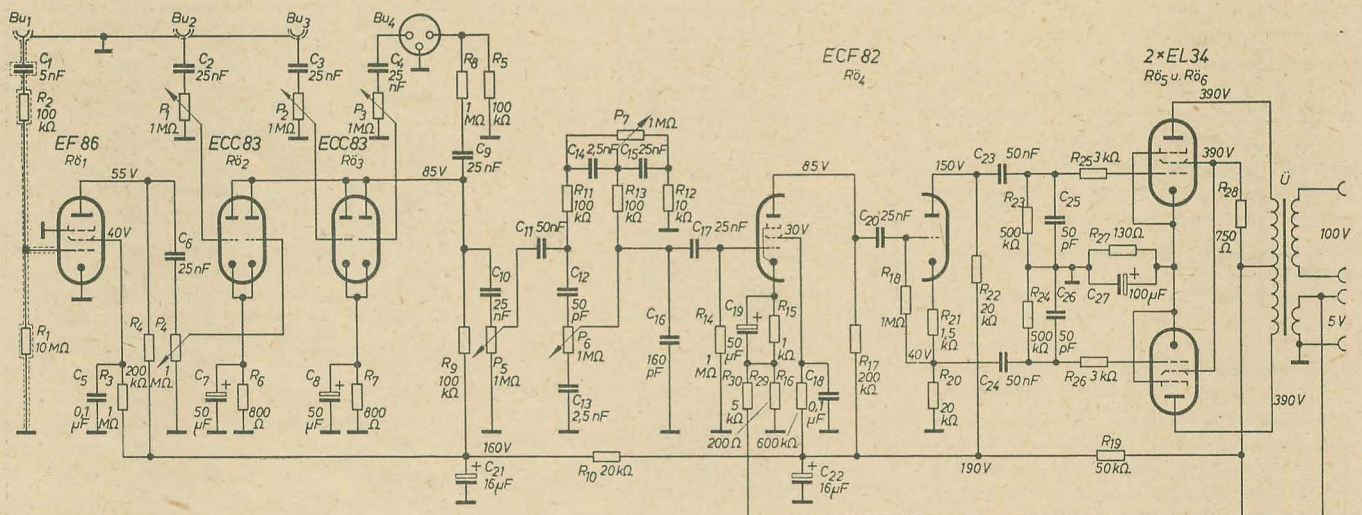 Bu1
Bu2
Bu3
Bu4
C1
5nF
R2
100
kΩ
C2
25nF
P1
1MΩ
C3
25nF
P2
1MΩ
C4
25
nF
P3
1MΩ
R8
1
MΩ
R5
100
kΩ
C9
25nF
EF 86
Rö1
ECC83
Rö2
ECC83
Rö3
55V
40V
85V
C6
25nF
R1
10MΩ
C5
0,1
µF
R3
1
MΩ
R4
200
kΩ
P4
1
MΩ
C7
50
µF
R6
800
Ω
C8
50
µF
R7
800
Ω
R9
100
kΩ
C10
25
nF
P5
1MΩ
C11 50nF
P7
1MΩ
C14 2,5nF
C15 25nF
R11
100
kΩ
R13
100
kΩ
R12
10
kΩ
C12
50
pF
P6
1MΩ
C13
2,5nF
C16
160
pF
C17 25nF
R14
1
MΩ
160V
C21
16µF
R10 20kΩ
ECF82
Rö4
85V
30V
C19
50
µF
R15
1
kΩ
R30
5
kΩ
R29
200Ω
R16
600kΩ
C18
0,1
µF
C22
16µF
C20 25nF
R17
200
kΩ
R18
1MΩ
150V
40V
R21
1,5
kΩ
R20
20
kΩ
R22
20
kΩ
190V
C23
50nF
C24
50nF
R23
500
kΩ
R24
500
kΩ
C25
50
pF
C26
50
pF
R25 3kΩ
R26
3kΩ
R27
130Ω
C27
100µF
R19
50kΩ
2×EL34
Rö5 u. Rö6
390V
390V
390V
R28
750
Ω
Ü
100V
5V